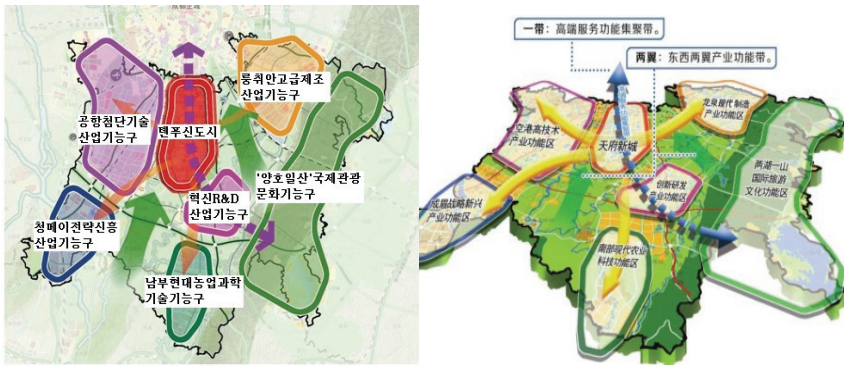 룽취안고급제조
산업기능구
공항첨단기술
산업기능구
톈푸신도시
'양호일산'국제관광
문화기능구
혁신R&D
산업기능구
청메이전략신흥
산업기능구
남부현대농업과학
기술기능구
一带：高端服务功能集聚带。
两翼：东西两翼产业功能带。
龙泉现代制造
产业功能区
空港高技术
产业功能区
天府新城
两湖一山
国际旅游
文化功能区
创新研发
产业功能区
成眉战略新兴
产业功能区
南部现代农业
科技功能区